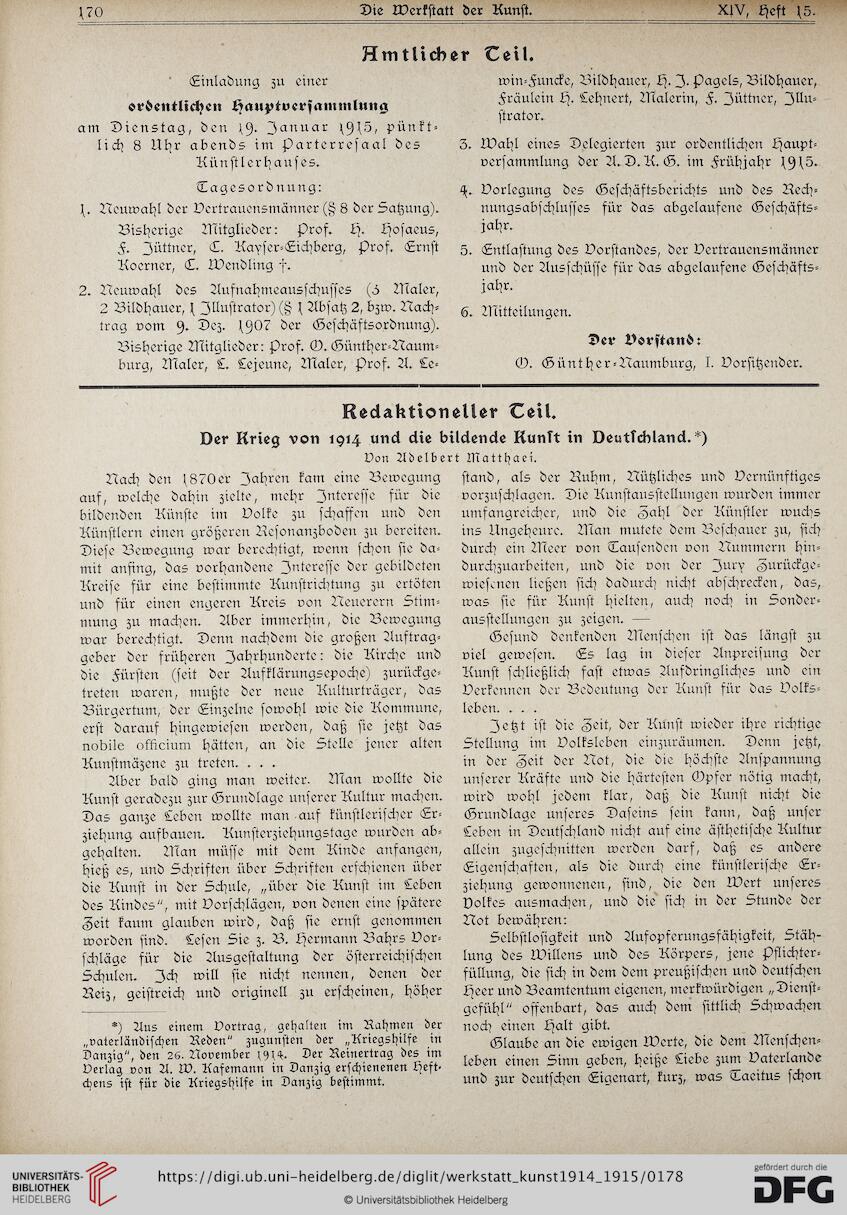 170
Die Werkstatt der Kunst.
XIV, Heft 15.
Amtlicher Teil.
Einladung zu einer
ordentlichen Hauptversammlung
am Dienstag, den 19. Januar 1915, pünkt-
lich 8 Uhr abends im Parterresaal des
Künstlerhauses.
Tagesordnung:
1. Neuwahl der Vertrauensmänner (§ 8 der Satzung).
Bisherige Mitglieder: Prof. H. Hosaeus,
F. Jüttner, C. Kayser-Eichberg, Prof. Ernst
Koerner, C. Wendling †.
2. Neuwahl des Aufnahmeausschusses (3 Maler,
2 Bildhauer, 1 Illustrator) (§ 1 Absatz 2, bzw. Nach-
trag vom 9. Dez. 1907 der Geschäftsordnung).
Bisherige Mitglieder: Prof. O. Günther-Naum-
burg, Maler, L. Lejeune, Maler, Prof. A. Le-
win-Funcke, Bildhauer, H. J. Pagels, Bildhauer,
Fräulein H. Lehnert, Malerin, F. Jüttner, Illu-
strator.
3. Wahl eines Delegierten zur ordentlichen Haupt-
versammlung der A. D. K. G. im Frühjahr 1915.
4. Vorlegung des Geschäftsberichts und des Rech-
nungsabschlusses für das abgelaufene Geschäfts-
jahr.
5. Entlastung des Vorstandes, der Vertrauensmänner
und der Ausschüsse für das abgelaufene Geschäfts-
jahr.
6. Mitteilungen.
Der Vorstand:
O. Günther-Naumburg, I. Vorsitzender.
Redaktioneller Teil.
Der Krieg von 1914 und die bildende Kunst in Deutschland.*)
Von Adelbert Matthaei.
Nach den 1870er Jahren kam eine Bewegung
auf, welche dahin zielte, mehr Interesse für die
bildenden Künste im Volke zu schaffen und den
Künstlern einen größeren Resonanzboden zu bereiten.
Diese Bewegung war berechtigt, wenn schon sie da-
mit anfing, das vorhandene Interesse der gebildeten
Kreise für eine bestimmte Kunstrichtung zu ertöten
und für einen engeren Kreis von Neuerern Stim-
mung zu machen. Aber immerhin, die Bewegung
war berechtigt. Denn nachdem die großen Auftrag-
geber der früheren Jahrhunderte: die Kirche und
die Fürsten (seit der Aufklärungsepoche) zurückge-
treten waren, mußte der neue Kulturträger, das
Bürgertum, der Einzelne sowohl wie die Kommune,
erst darauf hingewiesen werden, daß sie jetzt das
nobile officium hätten, an die Stelle jener alten
Kunstmäzene zu treten. . . .
Aber bald ging man weiter. Man wollte die
Kunst geradezu zur Grundlage unserer Kultur machen.
Das ganze Leben wollte man auf künstlerischer Er-
ziehung aufbauen. Kunsterziehungstage wurden ab-
gehalten. Man müsse mit dem Kinde anfangen,
hieß es, und Schriften über Schriften erschienen über
die Kunst in der Schule, „über die Kunst im Leben
des Kindes“, mit Vorschlägen, von denen eine spätere
Zeit kaum glauben wird, daß sie ernst genommen
worden sind. Lesen Sie z. B. Hermann Bahrs Vor-
schläge für die Ausgestaltung der österreichischen
Schulen. Ich will sie nicht nennen, denen der
Reiz, geistreich und originell zu erscheinen, höher
*) Aus einem Vortrag, gehalten im Rahmen der
„vaterländischen Reden“ zugunsten der „Kriegshilfe in
Danzig“, den 26. November 1914. Der Reinertrag des im
Verlag von A. W. Kafemann in Danzig erschienenen Heft-
chens ist für die Kriegshilfe in Danzig bestimmt.
stand, als der Ruhm, Nützliches und Vernünftiges
vorzuschlagen. Die Kunstausstellungen wurden immer
umfangreicher, und die Zahl der Künstler wuchs
ins Ungeheure. Man mutete dem Beschauer zu, sich
durch ein Meer von Tausenden von Nummern hin-
durchzuarbeiten, und die von der Jury Zurückge-
wiesenen ließen sich dadurch nicht abschrecken, das,
was sie für Kunst hielten, auch noch in Sonder-
ausstellungen zu zeigen. —
Gesund denkenden Menschen ist das längst zu
viel gewesen. Es lag in dieser Anpreisung der
Kunst schließlich fast etwas Aufdringliches und ein
Verkennen der Bedeutung der Kunst für das Volks-
leben. . . .
Jetzt ist die Zeit, der Kunst wieder ihre richtige
Stellung im Volksleben einzuräumen. Denn jetzt,
in der Zeit der Not, die die höchste Anspannung
unserer Kräfte und die härtesten Opfer nötig macht,
wird wohl jedem klar, daß die Kunst nicht die
Grundlage unseres Daseins sein kann, daß unser
Leben in Deutschland nicht auf eine ästhetische Kultur
allein zugeschnitten werden darf, daß es andere
Eigenschaften, als die durch eine künstlerische Er-
ziehung gewonnenen, sind, die den Wert unseres
Volkes ausmachen, und die sich in der Stunde der
Not bewähren:
Selbstlosigkeit und Aufopferungsfähigkeit, Stäh-
lung des Willens und des Körpers, jene Pflichter-
füllung, die sich in dem dem preußischen und deutschen
Heer und Beamtentum eigenen, merkwürdigen „Dienst-
gefühl“ offenbart, das auch dem sittlich Schwachen
noch einen Halt gibt.
Glaube an die ewigen Werte, die dem Menschen-
leben einen Sinn geben, heiße Liebe zum Vaterlande
und zur deutschen Eigenart, kurz, was Tacitus schon
UNIVERSITÄTS-
BIBLIOTHEK
HEIDELBERG
https://digi.ub.uni-heidelberg.de/diglit/werkstatt_kunst1914_1915/0178
© Universitätsbibliothek Heidelberg
gefördert durch die
DFG